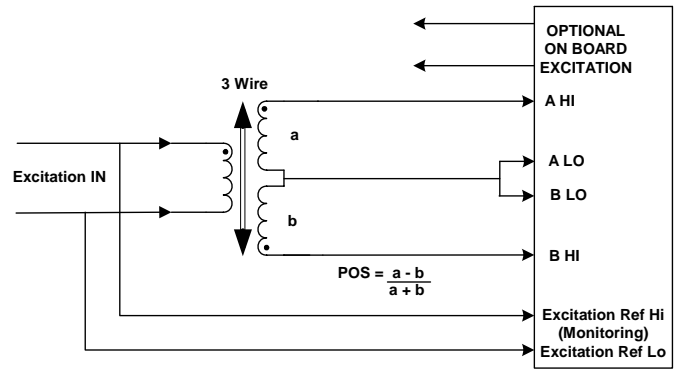 OPTIONAL
ON BOARD
EXCITATION
3 Wire
A HI
a
A LO
Excitation IN
B LO
b
B HI
POS = a - b
a + b
Excitation Ref Hi
(Monitoring)
Excitation Ref Lo